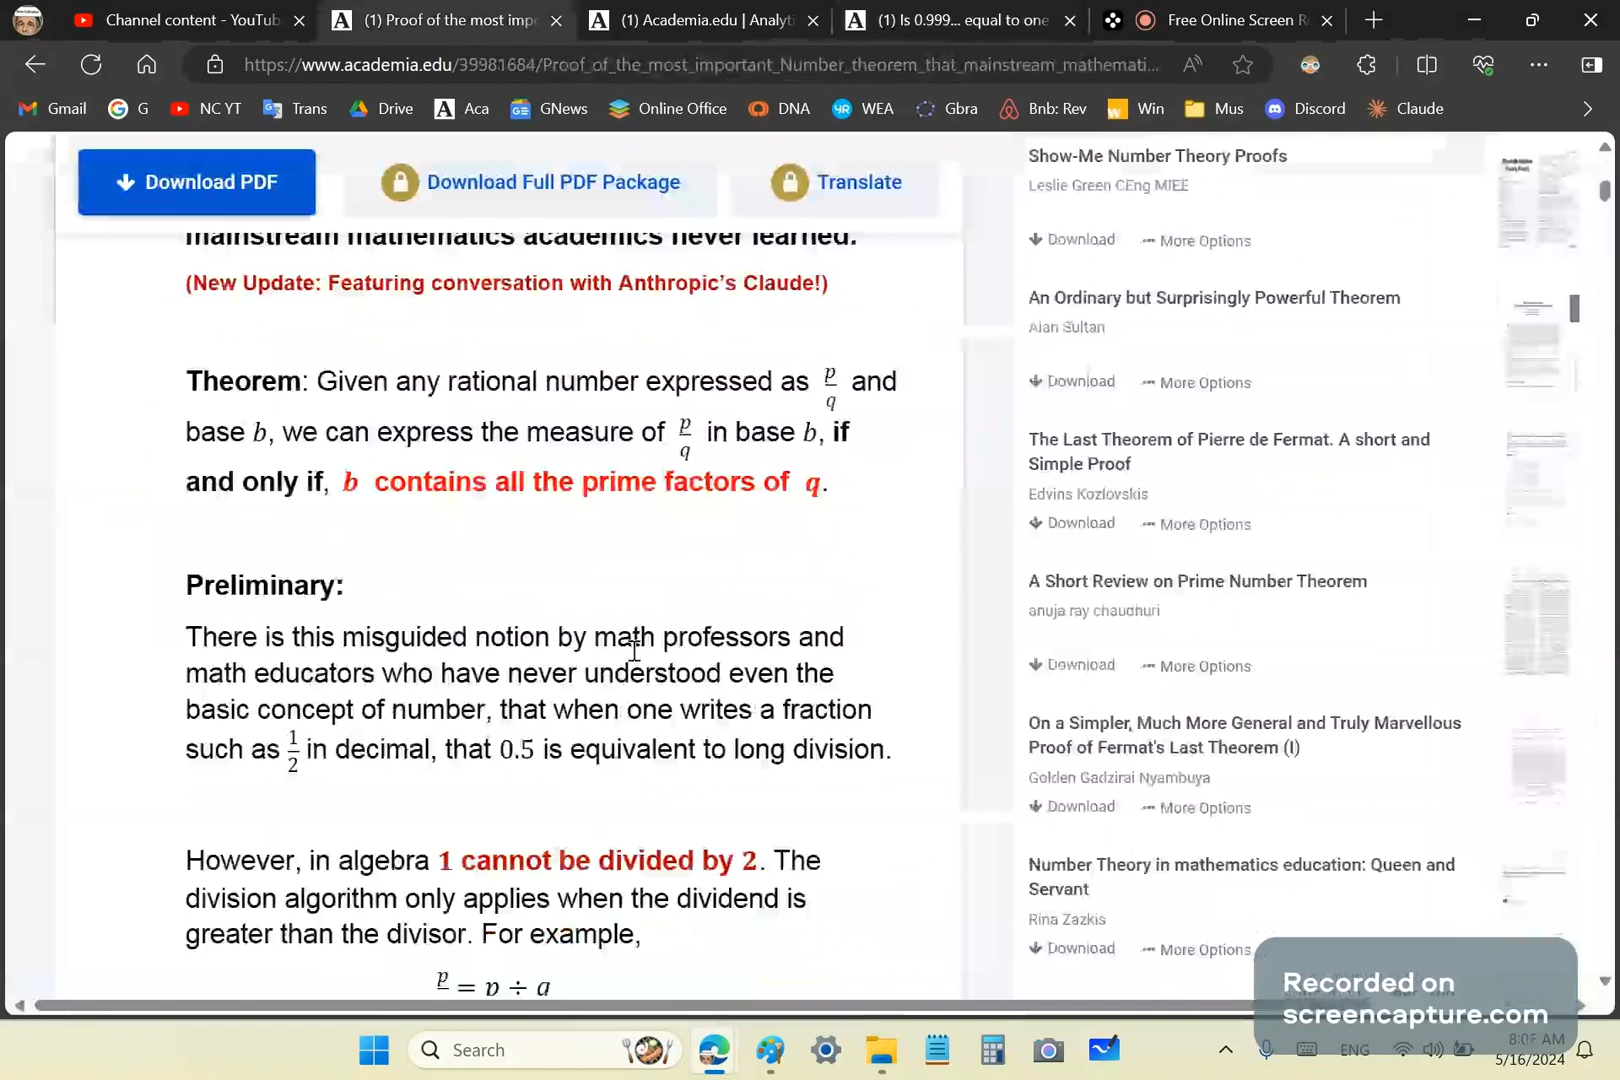 Channel content - YouTub
(1) Proof of the most imp
(1) Academia.edu | Analyti
(1) Is 0.999... equal to one
Free Online Screen R
https://www.academia.edu/39981684/Proof_of_the_most_important_Number_theorem_that_mainstream_mathemati...
Gmail G NC YT Trans Drive Aca GNews Online Office DNA WEA Gbra Bnb: Rev Win Mus Discord Claude
Download PDF
Download Full PDF Package
Translate
mainstream mathematics academics never learned.
(New Update: Featuring conversation with Anthropic's Claude!)
Theorem: Given any rational number expressed as p/q and
base b, we can express the measure of p/q in base b, if
and only if, b contains all the prime factors of q.
Preliminary:
There is this misguided notion by math professors and
math educators who have never understood even the
basic concept of number, that when one writes a fraction
such as 1/2 in decimal, that 0.5 is equivalent to long division.
However, in algebra 1 cannot be divided by 2. The
division algorithm only applies when the dividend is
greater than the divisor. For example,
p = p ÷ q
Show-Me Number Theory Proofs
Leslie Green CEng MIEE
Download More Options
An Ordinary but Surprisingly Powerful Theorem
Alan Sultan
Download More Options
The Last Theorem of Pierre de Fermat. A short and
Simple Proof
Edvins Kozlovskis
Download More Options
A Short Review on Prime Number Theorem
anuja ray chaudhuri
Download More Options
On a Simpler, Much More General and Truly Marvellous
Proof of Fermat's Last Theorem (I)
Golden Gadzirai Nyambuya
Download More Options
Number Theory in mathematics education: Queen and
Servant
Rina Zazkis
Download More Options
Recorded on
screencapture.com
Search
ENG
8:05 AM
5/16/2024